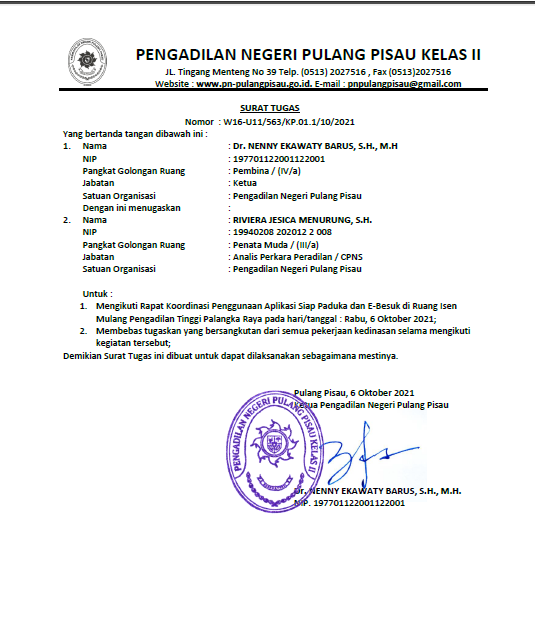 PENGADILAN NEGERI PULANG PISAU KELAS II
JL. Tingang Menteng No 39 Telp. (0513) 2027516 , Fax (0513)2027516
Website : www.pn-pulangpisau.go.id. E-mail : pnpulangpisau@gmail.com
SURAT TUGAS
Nomor : W16-U11/563/KP.01.1/10/2021
Yang bertanda tangan dibawah ini :
1. Nama : Dr. NENNY EKAWATY BARUS, S.H., M.H
NIP : 197701122001122001
Pangkat Golongan Ruang : Pembina / (IV/a)
Jabatan : Ketua
Satuan Organisasi : Pengadilan Negeri Pulang Pisau
Dengan ini menugaskan :
2. Nama : RIVIERA JESICA MENURUNG, S.H.
NIP : 19940208 202012 2 008
Pangkat Golongan Ruang : Penata Muda / (III/a)
Jabatan : Analis Perkara Peradilan / CPNS
Satuan Organisasi : Pengadilan Negeri Pulang Pisau
Untuk :
1. Mengikuti Rapat Koordinasi Penggunaan Aplikasi Siap Paduka dan E-Besuk di Ruang Isen
Mulang Pengadilan Tinggi Palangka Raya pada hari/tanggal : Rabu, 6 Oktober 2021;
2. Membebas tugaskan yang bersangkutan dari semua pekerjaan kedinasan selama mengikuti
kegiatan tersebut;
Demikian Surat Tugas ini dibuat untuk dapat dilaksanakan sebagaimana mestinya.
Pulang Pisau, 6 Oktober 2021
Ketua Pengadilan Negeri Pulang Pisau
PENGADILAN NEGERI PULANG PISAU KELAS II
Dr. NENNY EKAWATY BARUS, S.H., M.H.
NIP. 197701122001122001